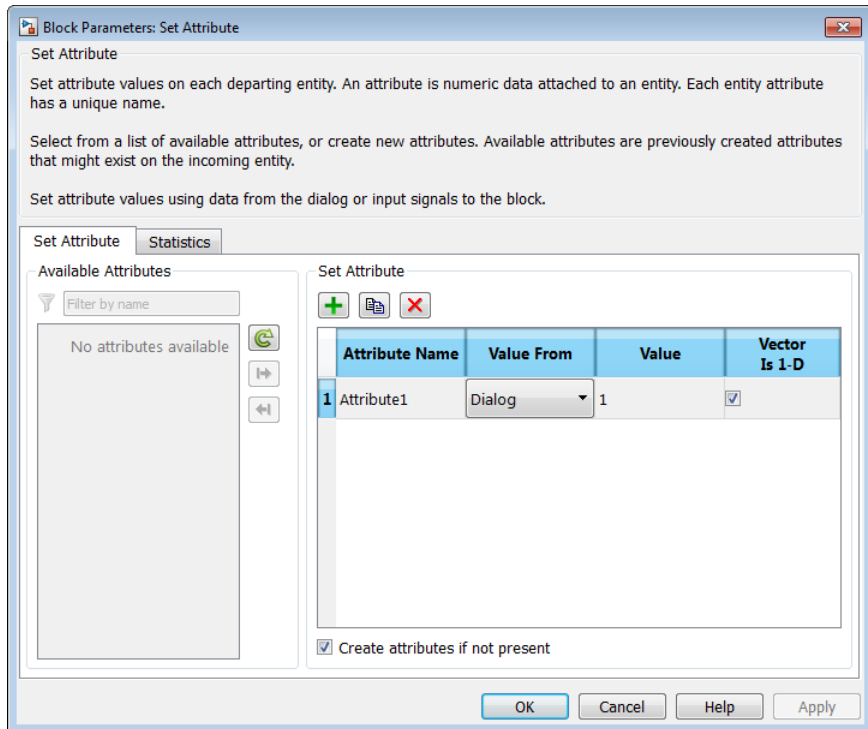 Block Parameters: Set Attribute
Set Attribute
Set attribute values on each departing entity. An attribute is numeric data attached to an entity. Each entity attribute
has a unique name.
Select from a list of available attributes, or create new attributes. Available attributes are previously created attributes
that might exist on the incoming entity.
Set attribute values using data from the dialog or input signals to the block.
Set Attribute Statistics
Available Attributes
Filter by name
No attributes available
Set Attribute
Attribute Name Value From Value Vector
Is 1-D
1 Attribute1 Dialog 1
Create attributes if not present
OK Cancel Help Apply